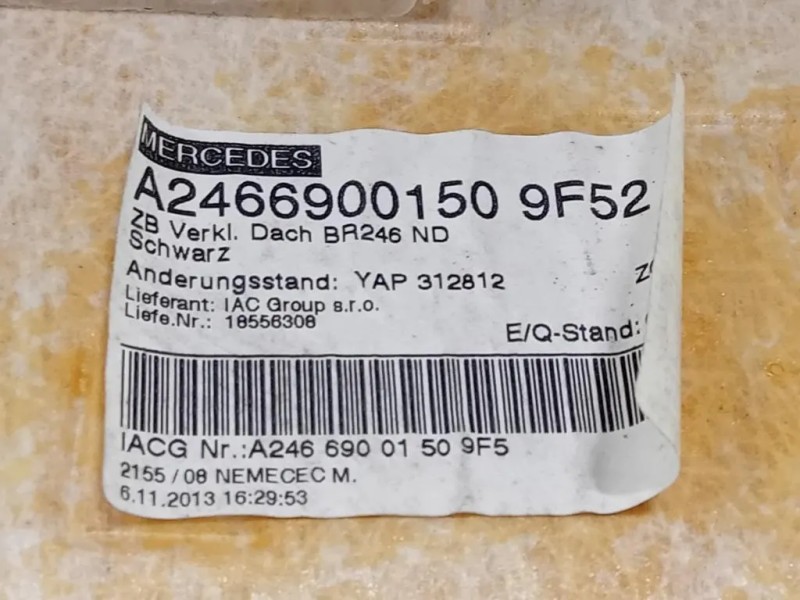 MERCEDES
A2466900150 9F52
ZB Verkl. Dach BR246 ND
Schwarz
Anderungsstand: YAP 312812
Lieferant: IAC Group s.r.o.
Liefe.Nr.: 18556308
E/Q-Stand:
IACG Nr.:A246 690 01 50 9F5
2155 / 08 NEMECEC M.
6.11.2013 16:29:53